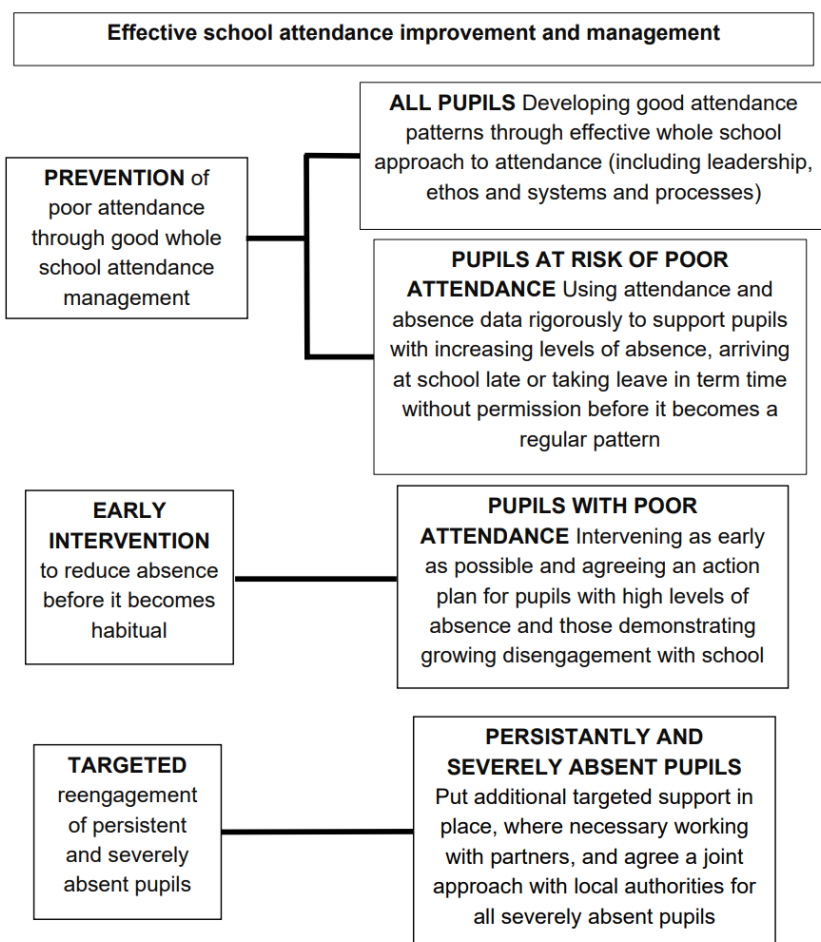 Effective school attendance improvement and management
ALL PUPILS Developing good attendance
patterns through effective whole school
approach to attendance (including leadership,
ethos and systems and processes)
PREVENTION of
poor attendance
through good whole
school attendance
management
PUPILS AT RISK OF POOR
ATTENDANCE Using attendance and
absence data rigorously to support pupils
with increasing levels of absence, arriving
at school late or taking leave in term time
without permission before it becomes a
regular pattern
EARLY
INTERVENTION
to reduce absence
before it becomes
habitual
PUPILS WITH POOR
ATTENDANCE Intervening as early
as possible and agreeing an action
plan for pupils with high levels of
absence and those demonstrating
growing disengagement with school
TARGETED
reengagement
of persistent
and severely
absent pupils
PERSISTANTLY AND
SEVERELY ABSENT PUPILS
Put additional targeted support in
place, where necessary working
with partners, and agree a joint
approach with local authorities for
all severely absent pupils